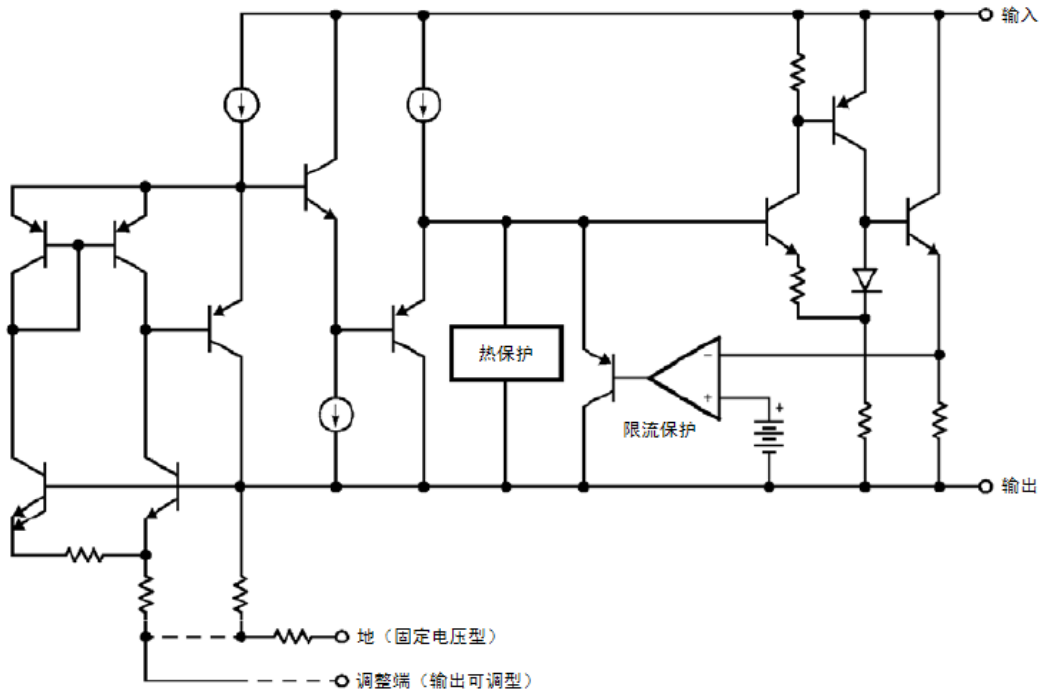 输入
热保护
限流保护
输出
地（固定电压型）
调整端（输出可调型）